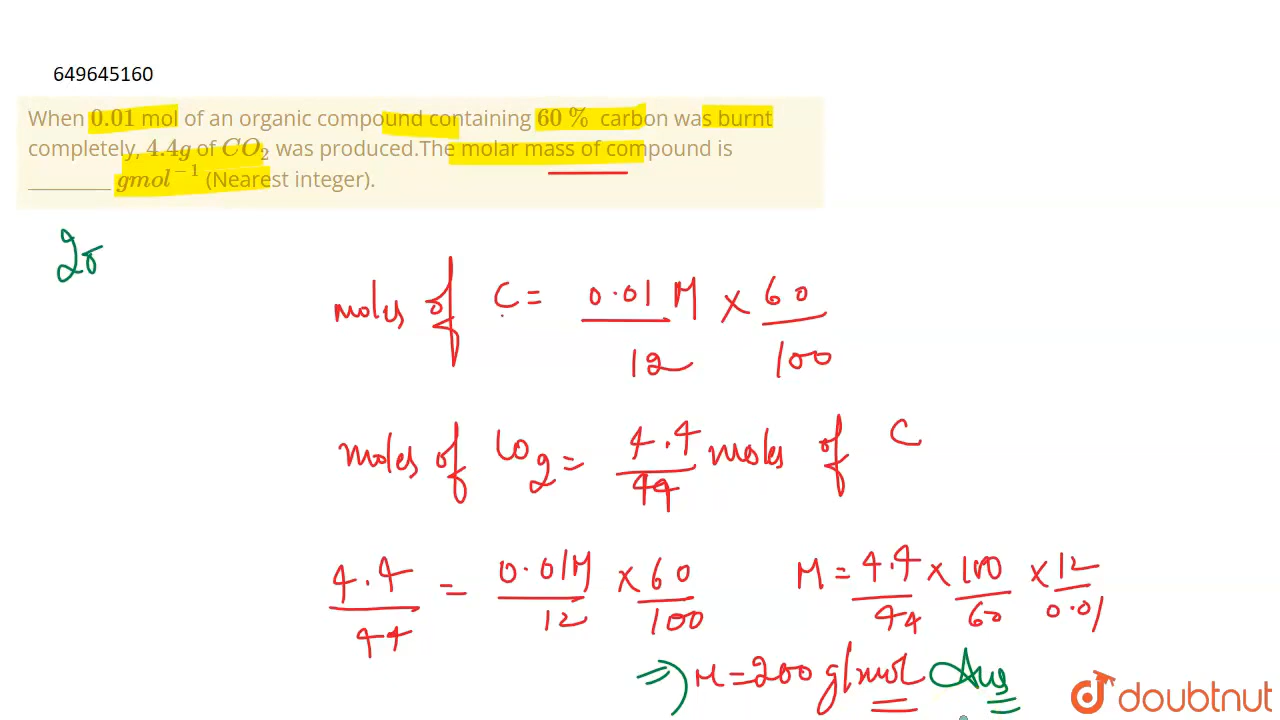 649645160
When 0.01 mol of an organic compound containing 60 % carbon was burnt
completely, 4.4g of CO₂ was produced.The molar mass of compound is
________ gmol⁻¹ (Nearest integer).
moles of C = 0.01 M / 12 × 60 / 100
moles of CO₂ = 4.4 / 44 moles of C
4.4 / 44 = 0.01M / 12 × 60 / 100
M = 4.4 / 44 × 100 / 60 × 12 / 0.01
⇒) M = 200 g/mol Ans
doubtnut